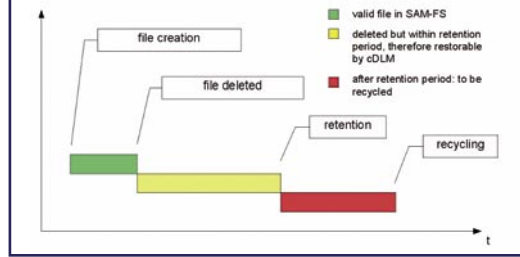 valid file in SAM-FS
file creation
deleted but within retention
period, therefore restorable
by cDLM
file deleted
after retention period: to be
recycled
retention
recycling
t